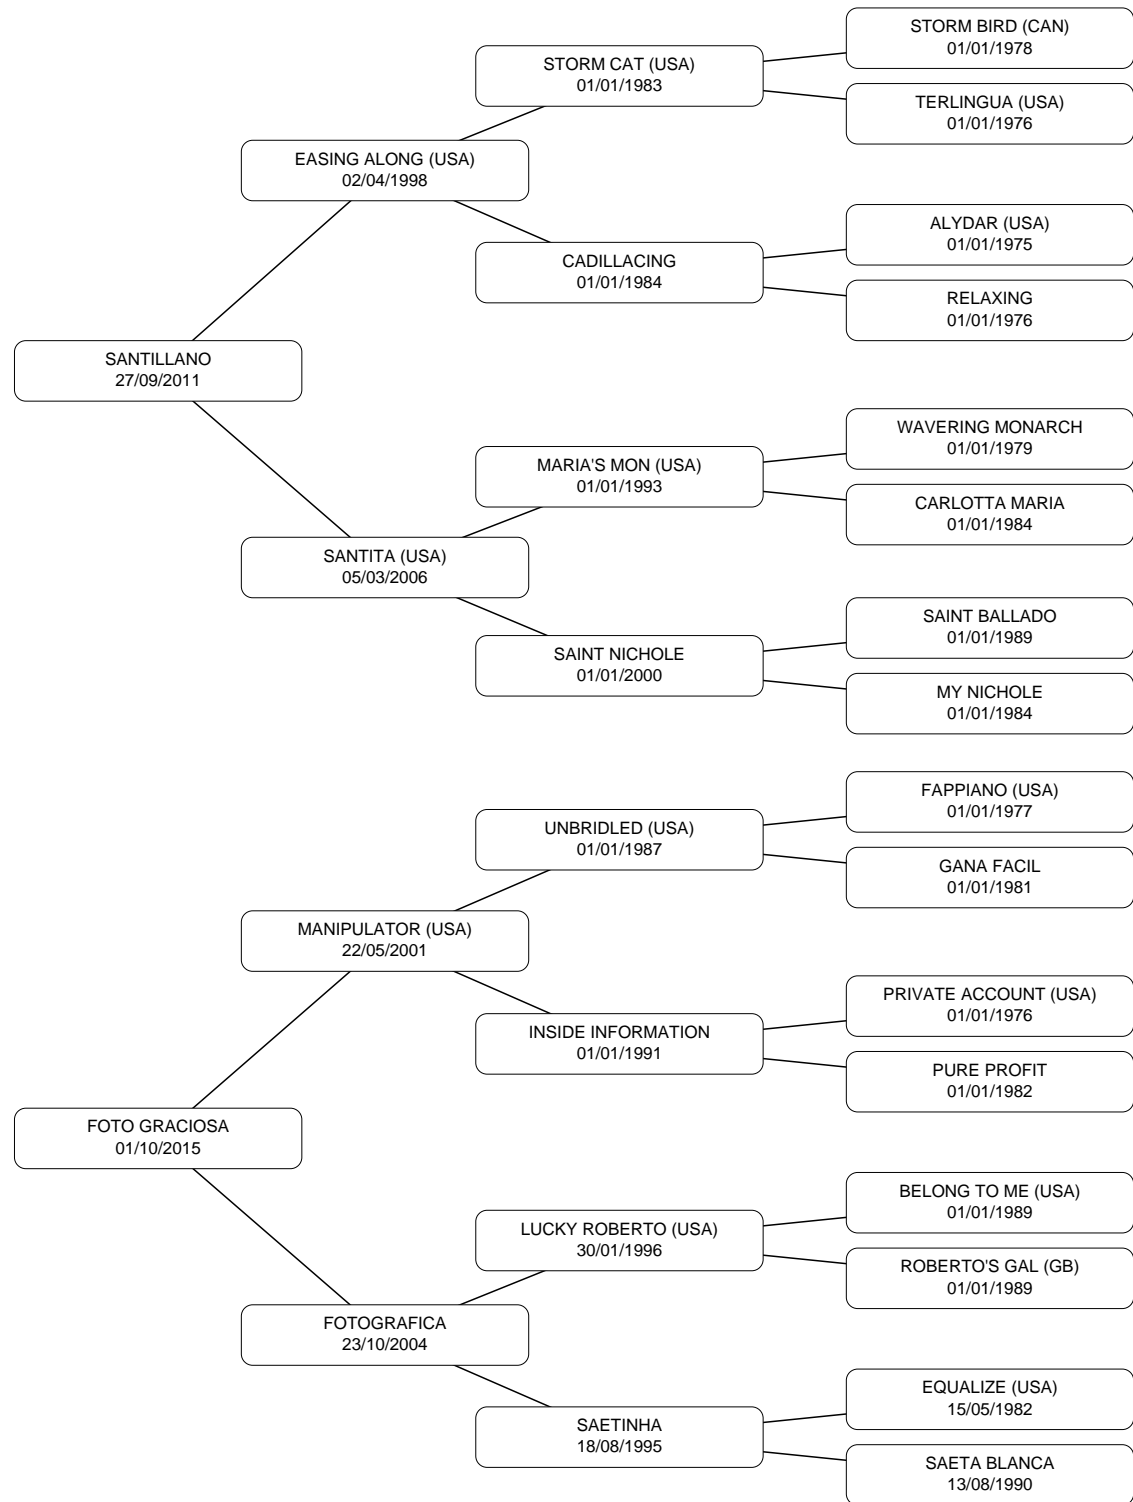 STORM BIRD (CAN)
01/01/1978
STORM CAT (USA)
01/01/1983
TERLINGUA (USA)
01/01/1976
EASING ALONG (USA)
02/04/1998
ALYDAR (USA)
01/01/1975
CADILLACING
01/01/1984
RELAXING
01/01/1976
SANTILLANO
27/09/2011
WAVERING MONARCH
01/01/1979
MARIA'S MON (USA)
01/01/1993
CARLOTTA MARIA
01/01/1984
SANTITA (USA)
05/03/2006
SAINT BALLADO
01/01/1989
SAINT NICHOLE
01/01/2000
MY NICHOLE
01/01/1984
FAPPIANO (USA)
01/01/1977
UNBRIDLED (USA)
01/01/1987
GANA FACIL
01/01/1981
MANIPULATOR (USA)
22/05/2001
PRIVATE ACCOUNT (USA)
01/01/1976
INSIDE INFORMATION
01/01/1991
PURE PROFIT
01/01/1982
FOTO GRACIOSA
01/10/2015
BELONG TO ME (USA)
01/01/1989
LUCKY ROBERTO (USA)
30/01/1996
ROBERTO'S GAL (GB)
01/01/1989
FOTOGRAFICA
23/10/2004
EQUALIZE (USA)
15/05/1982
SAETINHA
18/08/1995
SAETA BLANCA
13/08/1990